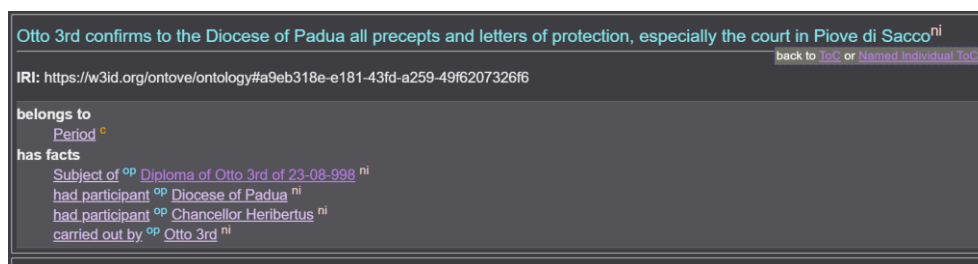 Otto 3rd confirms to the Diocese of Padua all precepts and letters of protection, especially the court in Piove di Sacco ni
back to ToC or Named Individual ToC
IRI: https://w3id.org/ontove/ontology#a9eb318e-e181-43fd-a259-49f6207326f6
belongs to
Period c
has facts
Subject of op Diploma of Otto 3rd of 23-08-998 ni
had participant op Diocese of Padua ni
had participant op Chancellor Heribertus ni
carried out by op Otto 3rd ni